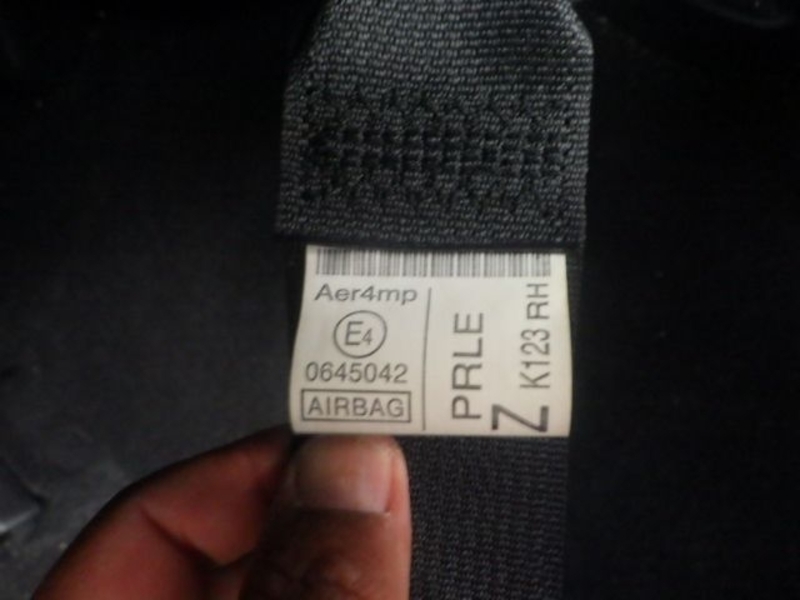 Aer4mp
E4
0645042
AIRBAG
PRLE
Z
K123 RH